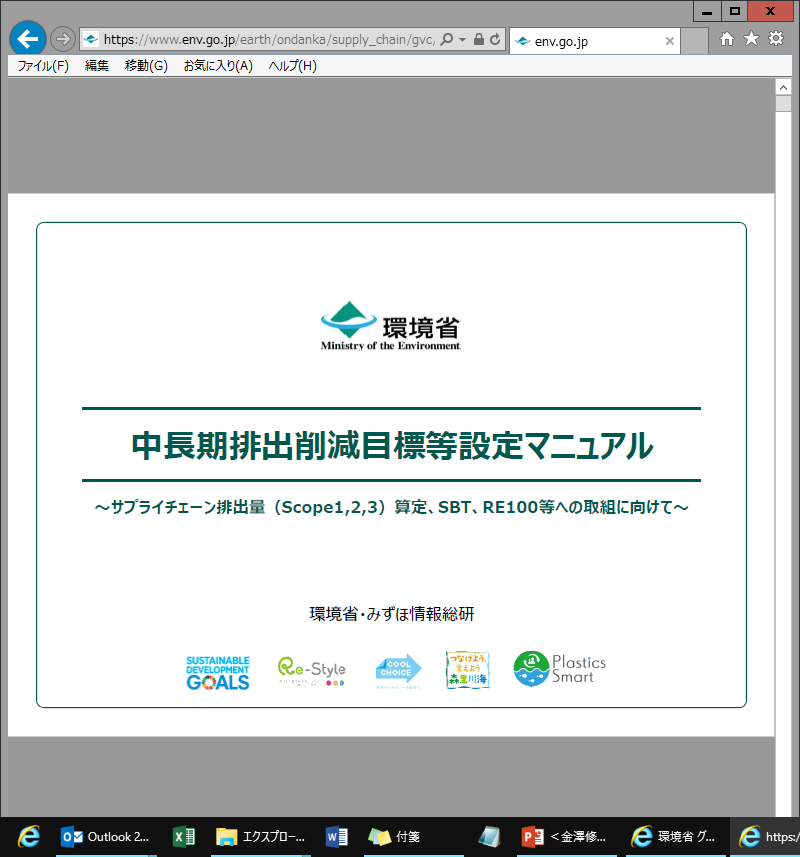 https://www.env.go.jp/earth/ondanka/supply_chain/gvc/
env.go.jp
ファイル(F) 編集 移動(G) お気に入り(A) ヘルプ(H)
環境省
Ministry of the Environment
中長期排出削減目標等設定マニュアル
～サプライチェーン排出量（Scope1,2,3）算定、SBT、RE100等への取組に向けて～
環境省・みずほ情報総研
SUSTAINABLE
DEVELOPMENT
GOALS
Re-Style
COOL
CHOICE
つなげよう、
支えよう
森里川海
Plastics
Smart
Outlook 2...
エクスプロー...
付箋
＜金澤修...
環境省 グ...
https:/